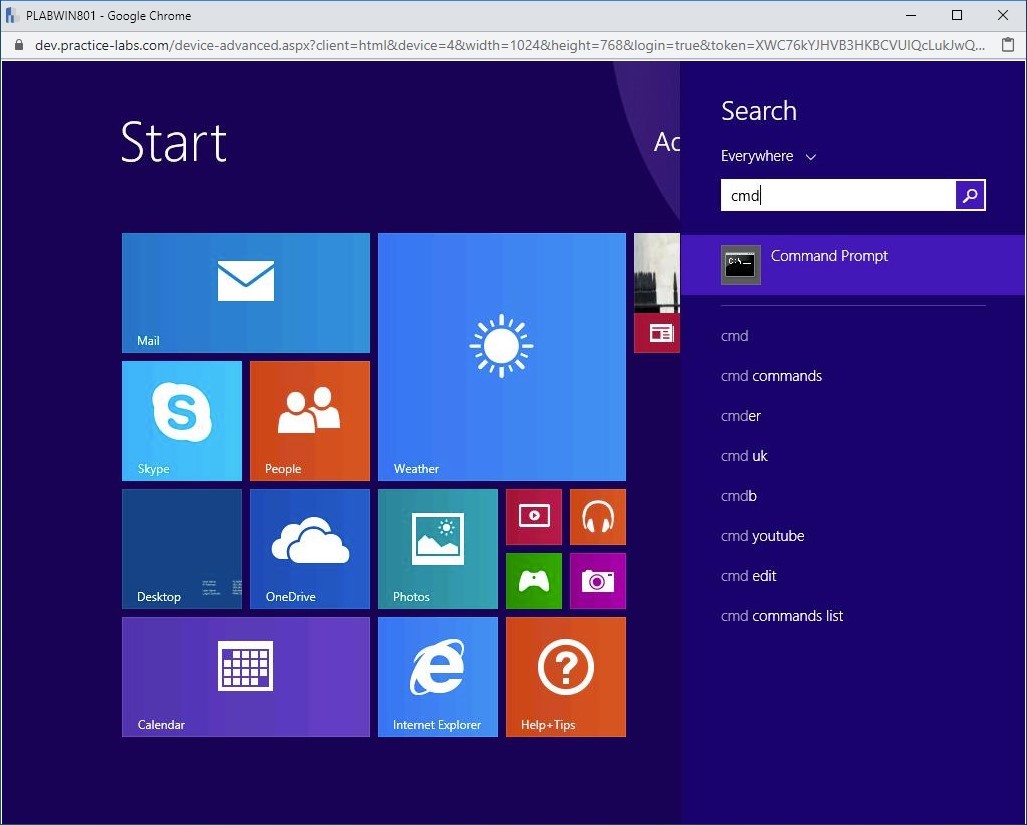 PLABWIN801 - Google Chrome
dev.practice-labs.com/device-advanced.aspx?client=html&device=4&width=1024&height=768&login=true&token=XWC76kYJHVB3HKBCVUIQcLukJwQ...
Start
Ac
Search
Everywhere
cmd
Command Prompt
cmd
cmd commands
cmder
cmd uk
cmdb
cmd youtube
cmd edit
cmd commands list
Mail
Skype
People
Weather
Desktop
OneDrive
Photos
Calendar
Internet Explorer
Help+Tips